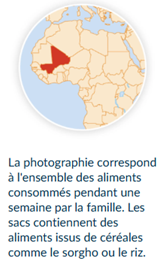 La photographie correspond
à l'ensemble des aliments
consommés pendant une
semaine par la famille. Les
sacs contiennent des
aliments issus de céréales
comme le sorgho ou le riz.